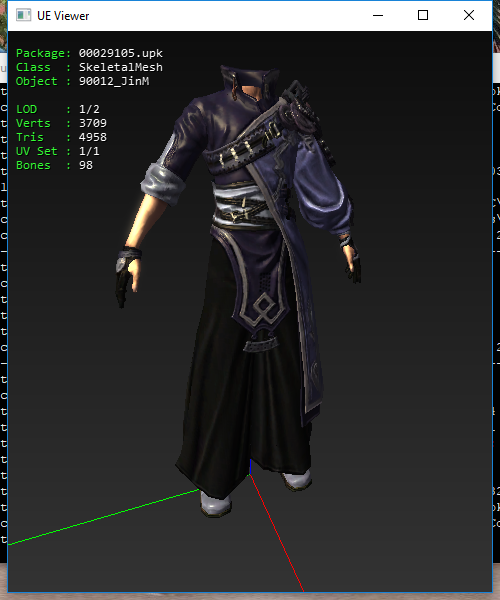 UE Viewer
Package: 00029105.upk
Class : SkeletalMesh
Object : 90012_JinM
LOD : 1/2
Verts : 3709
Tris : 4958
UV Set : 1/1
Bones : 98